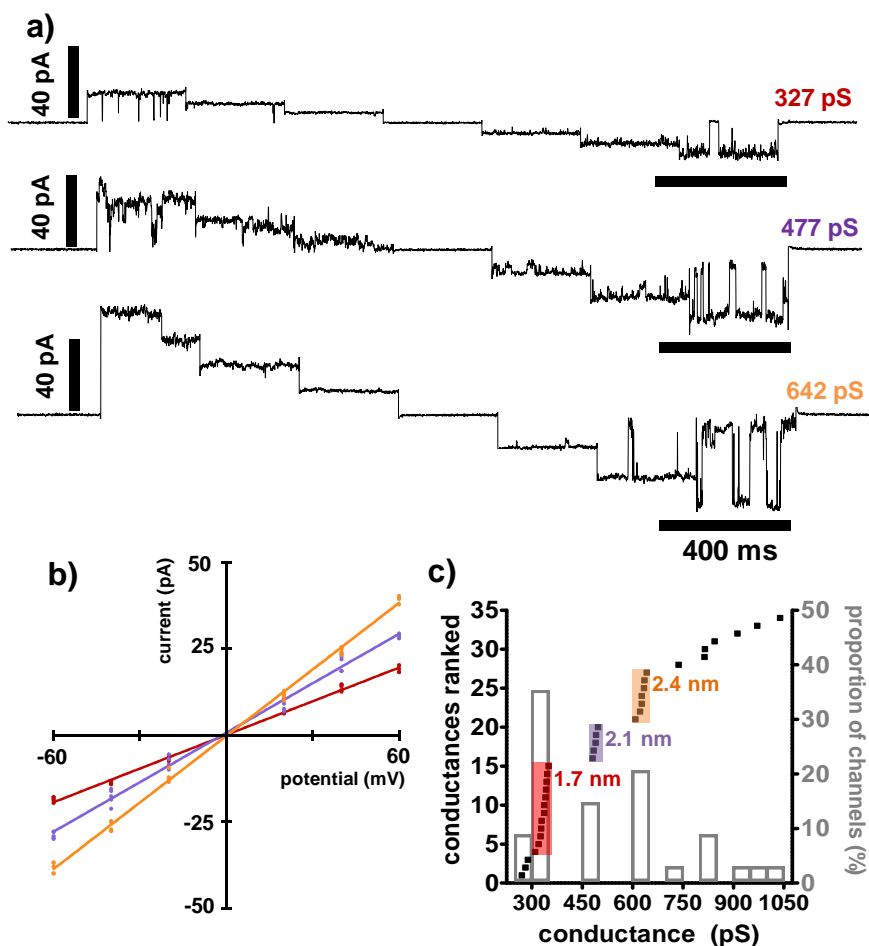 a)
40 pA
327 pS
40 pA
477 pS
40 pA
642 pS
400 ms
b)
50
current (pA)
25
-60
60
potential (mV)
-25
-50
c)
35
30
25
20
15
10
5
0
conductances ranked
2.4 nm
2.1 nm
1.7 nm
50
40
30
20
10
0
proportion of channels (%)
300 450 600 750 900 1050
conductance (pS)